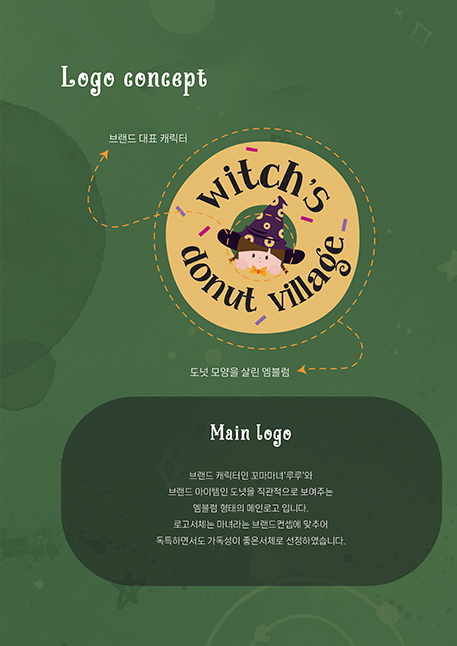 Logo concept
브랜드 대표 캐릭터
witch's
donut village
도넛 모양을 살린 엠블럼
Main logo
브랜드 캐릭터인 꼬마마녀'루루'와
브랜드 아이템인 도넛을 직관적으로 보여주는
엠블럼 형태의 메인로고 입니다.
로고서체는 마녀라는 브랜드컨셉에 맞추어
독특하면서도 가독성이 좋은서체로 선정하였습니다.